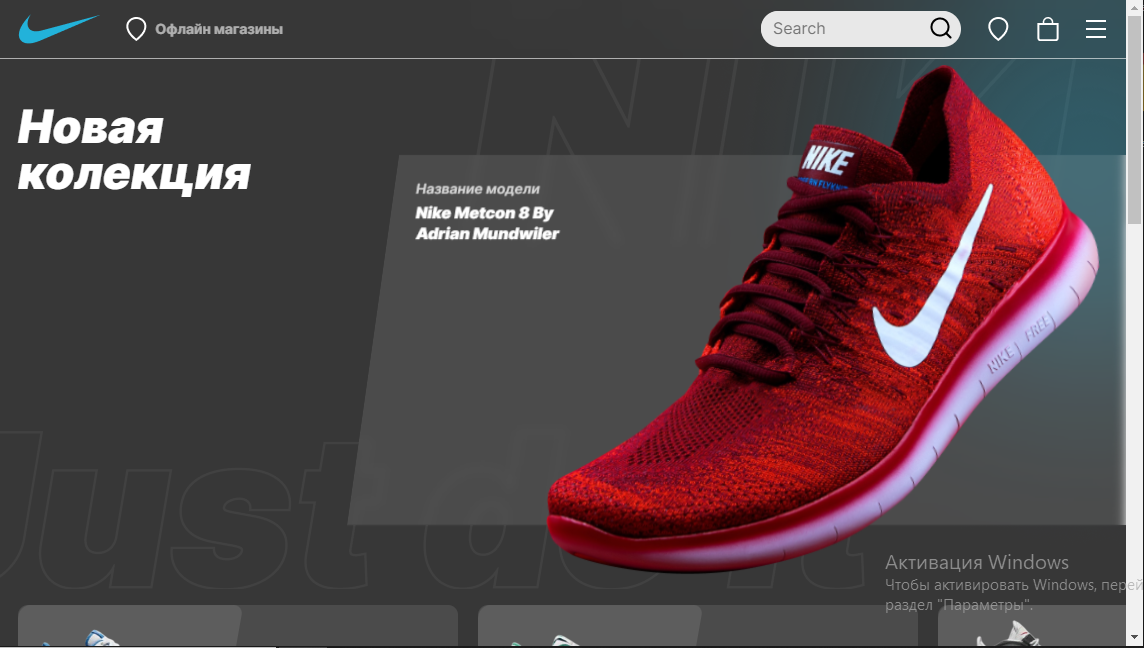 Офлайн магазины
Search
NIKE
Новая
колекция
NIKE
Название модели
Nike Metcon 8 By
Adrian Mundwiler
NIKE FREE
Just do it
Активация Windows
Чтобы активировать Windows, перей
раздел "Параметры".